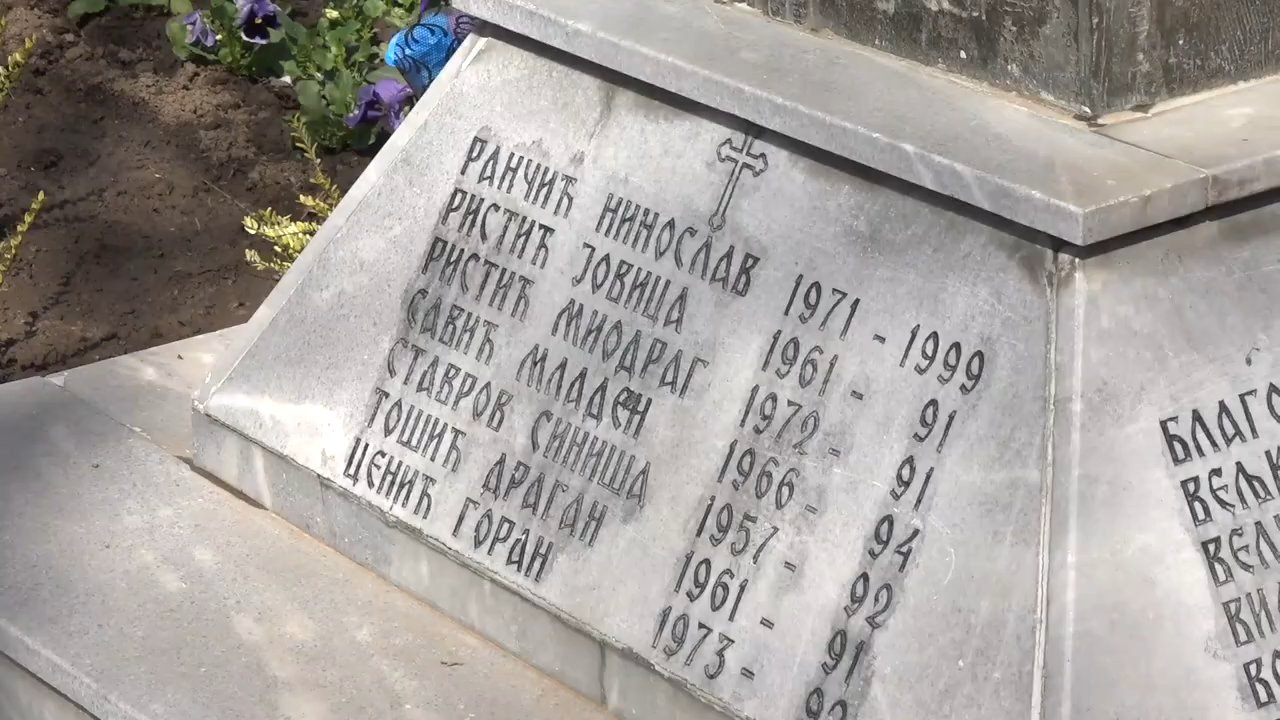 РАНЧИЋ НИНОСЛАВ 1971 - 1999
РИСТИЋ ЈОВИЦА 1961 - 91
РИСТИЋ МИОДРАГ 1972 - 91
САВИЋ МЛАДЕН 1966 - 94
СТАВРОВ СИНИША 1957 - 92
ТОШИЋ ДРАГАН 1961 - 91
ЦЕНИЋ ГОРАН 1973 -